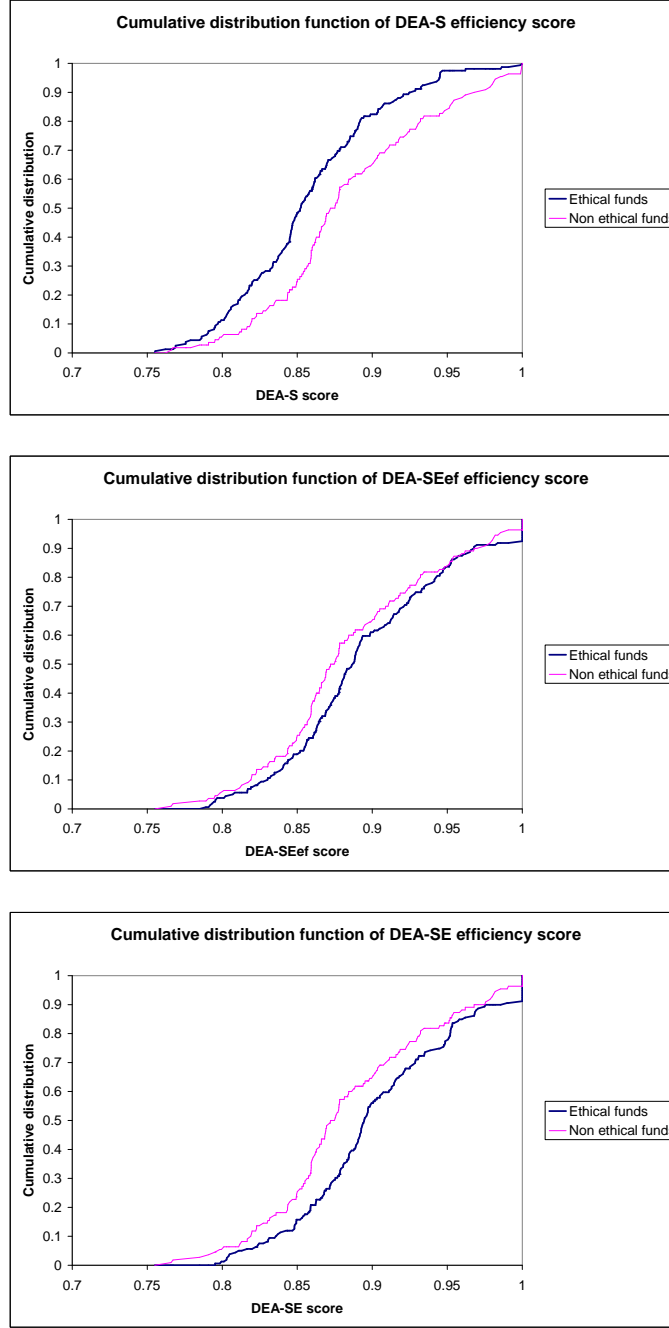 Cumulative distribution function of DEA-S efficiency score
1
0.9
0.8
0.7
0.6
0.5
0.4
0.3
0.2
0.1
0
Cumulative distribution
0.7 0.75 0.8 0.85 0.9 0.95 1
DEA-S score
Ethical funds
Non ethical funds
Cumulative distribution function of DEA-SEef efficiency score
1
0.9
0.8
0.7
0.6
0.5
0.4
0.3
0.2
0.1
0
Cumulative distribution
0.7 0.75 0.8 0.85 0.9 0.95 1
DEA-SEef score
Ethical funds
Non ethical funds
Cumulative distribution function of DEA-SE efficiency score
1
0.9
0.8
0.7
0.6
0.5
0.4
0.3
0.2
0.1
0
Cumulative distribution
0.7 0.75 0.8 0.85 0.9 0.95 1
DEA-SE score
Ethical funds
Non ethical funds